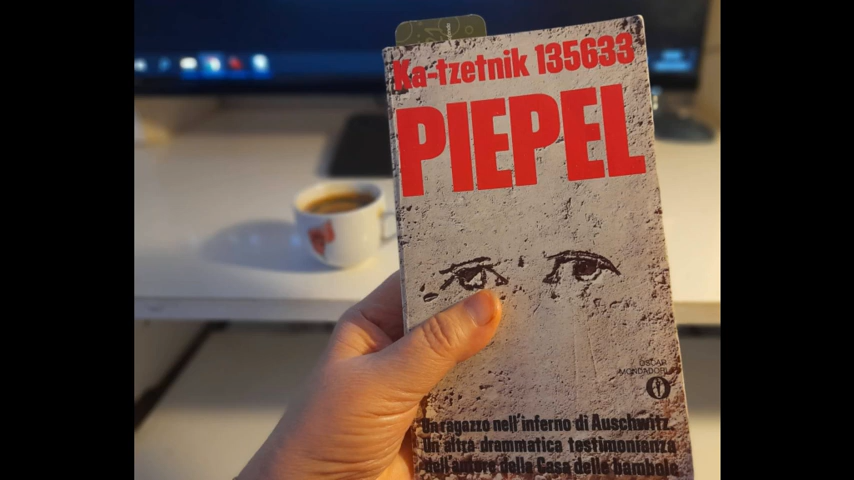 Ka-tzetnik 135633
PIEPEL
OSCAR
MONDADORI
Un ragazzo nell'inferno di Auschwitz.
Un altra drammatica testimonianza
dell'autore della Casa delle bambole